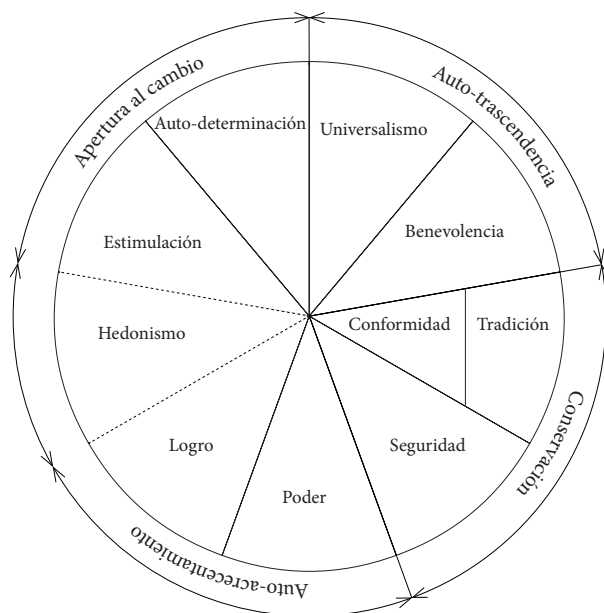 Apertura al cambio
Auto-trascendencia
Auto-determinación
Universalismo
Estimulación
Benevolencia
Hedonismo
Conformidad
Tradición
Logro
Seguridad
Poder
Conservación
Auto-acrecentamiento